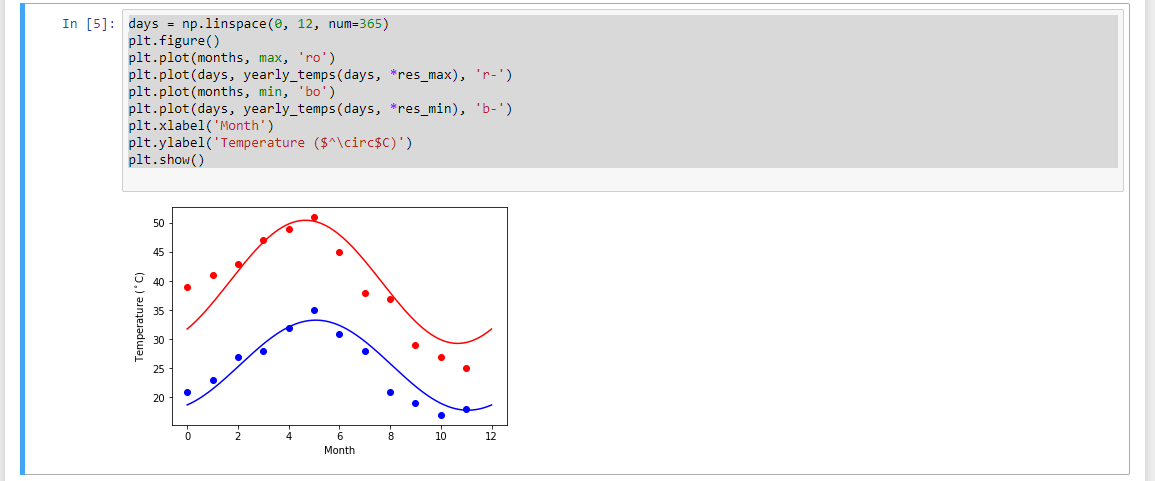 In [5]: days = np.linspace(0, 12, num=365)
plt.figure()
plt.plot(months, max, 'ro')
plt.plot(days, yearly_temps(days, *res_max), 'r-')
plt.plot(months, min, 'bo')
plt.plot(days, yearly_temps(days, *res_min), 'b-')
plt.xlabel('Month')
plt.ylabel('Temperature ($^\circ$C)')
plt.show()
Temperature (˚C)
50
45
40
35
30
25
20
0 2 4 6 8 10 12
Month